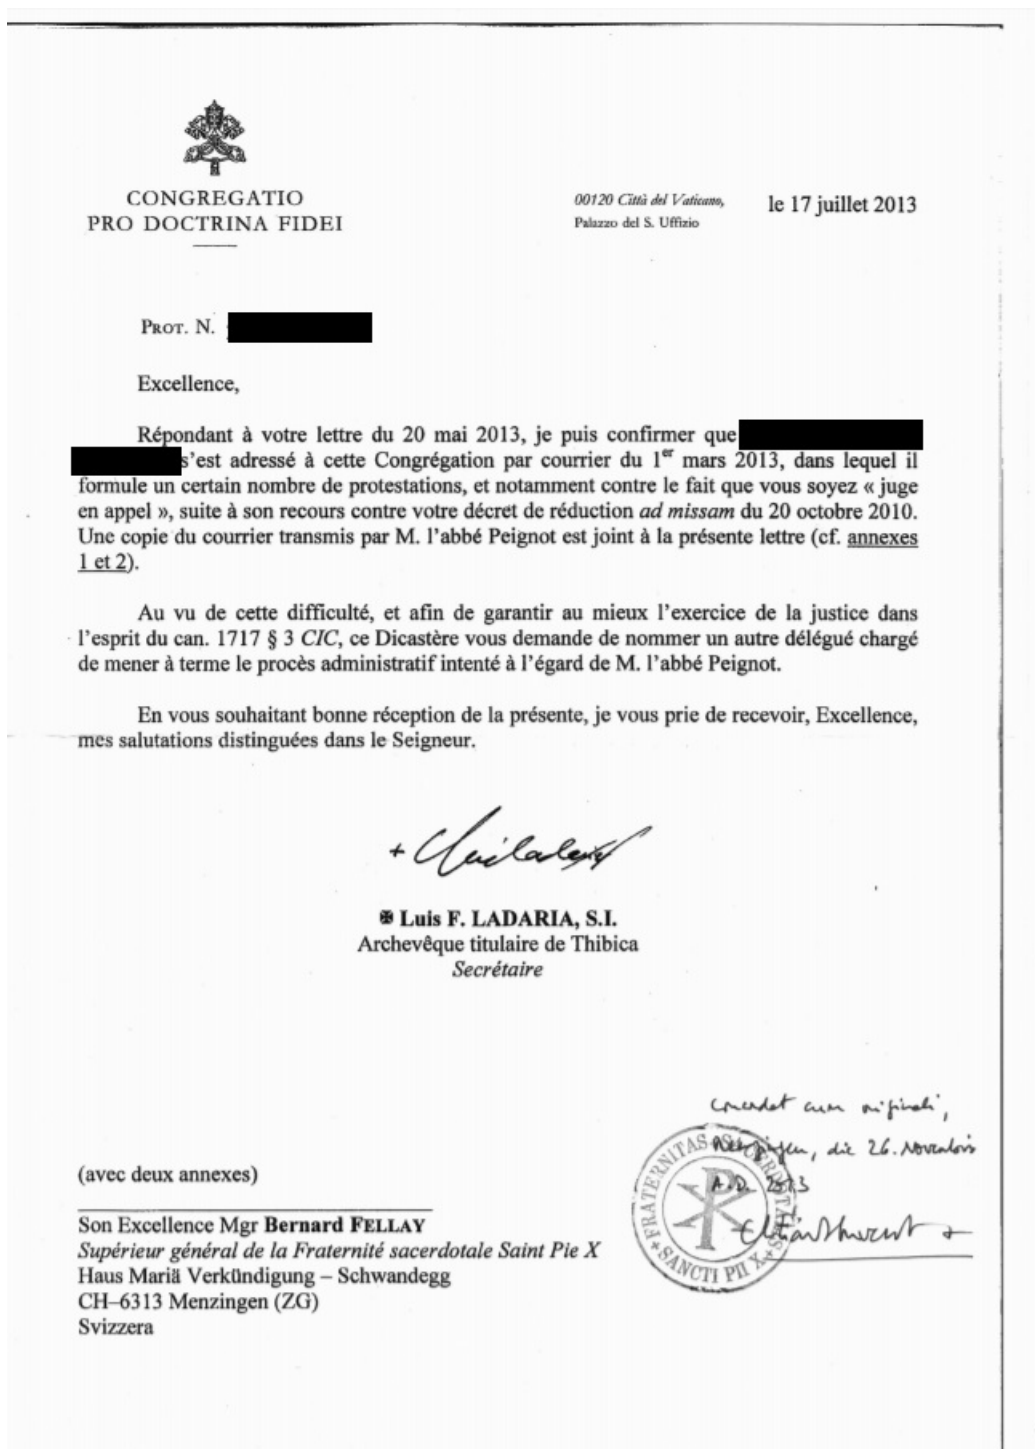 CONGREGATIO
PRO DOCTRINA FIDEI
00120 Città del Vaticano,
Palazzo del S. Uffizio
le 17 juillet 2013
PROT. N.
Excellence,
Répondant à votre lettre du 20 mai 2013, je puis confirmer que
s'est adressé à cette Congrégation par courrier du 1er mars 2013, dans lequel il
formule un certain nombre de protestations, et notamment contre le fait que vous soyez « juge
en appel », suite à son recours contre votre décret de réduction ad missam du 20 octobre 2010.
Une copie du courrier transmis par M. l'abbé Peignot est joint à la présente lettre (cf. annexes
1 et 2).
Au vu de cette difficulté, et afin de garantir au mieux l'exercice de la justice dans
l'esprit du can. 1717 § 3 CIC, ce Dicastère vous demande de nommer un autre délégué chargé
de mener à terme le procès administratif intenté à l'égard de M. l'abbé Peignot.
En vous souhaitant bonne réception de la présente, je vous prie de recevoir, Excellence,
mes salutations distinguées dans le Seigneur.
✠ Luis F. LADARIA, S.I.
Archevêque titulaire de Thibica
Secrétaire
concordat cum originali,
Menzingen, die 26. Novembris
A.D. 2013
FRATERNITAS SACERDOTALIS SANCTI PII X
(avec deux annexes)
Son Excellence Mgr Bernard FELLAY
Supérieur général de la Fraternité sacerdotale Saint Pie X
Haus Mariä Verkündigung – Schwandegg
CH–6313 Menzingen (ZG)
Svizzera